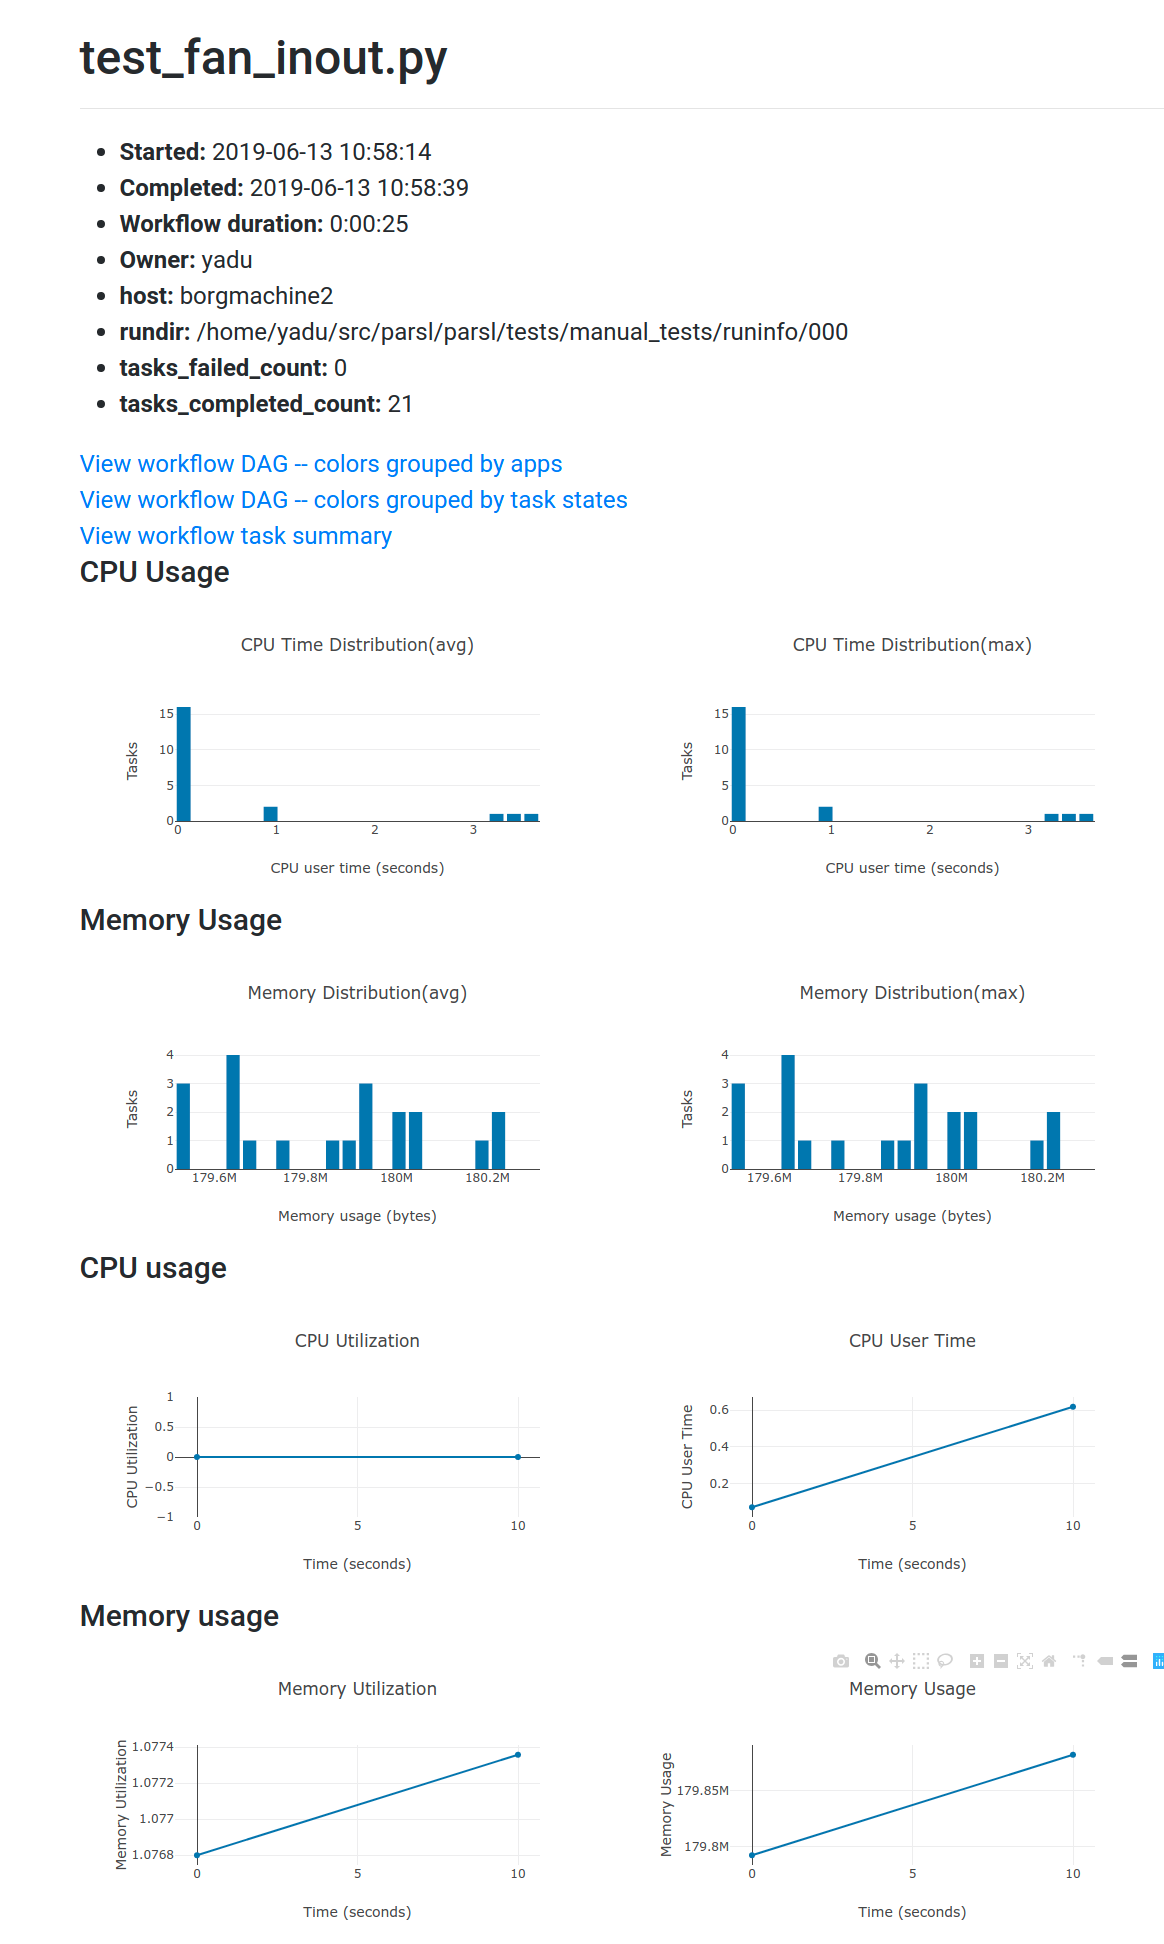 test_fan_inout.py
Started: 2019-06-13 10:58:14
Completed: 2019-06-13 10:58:39
Workflow duration: 0:00:25
Owner: yadu
host: borgmachine2
rundir: /home/yadu/src/parsl/parsl/tests/manual_tests/runinfo/000
tasks_failed_count: 0
tasks_completed_count: 21
View workflow DAG -- colors grouped by apps
View workflow DAG -- colors grouped by task states
View workflow task summary
CPU Usage
CPU Time Distribution(avg)
Tasks
15
10
5
0
0 1 2 3
CPU user time (seconds)
CPU Time Distribution(max)
Tasks
15
10
5
0
0 1 2 3
CPU user time (seconds)
Memory Usage
Memory Distribution(avg)
Tasks
4
3
2
1
0
179.6M 179.8M 180M 180.2M
Memory usage (bytes)
Memory Distribution(max)
Tasks
4
3
2
1
0
179.6M 179.8M 180M 180.2M
Memory usage (bytes)
CPU usage
CPU Utilization
CPU Utilization
1
0.5
0
−0.5
−1
0 5 10
Time (seconds)
CPU User Time
CPU User Time
0.6
0.4
0.2
0 5 10
Time (seconds)
Memory usage
Memory Utilization
Memory Utilization
1.0774
1.0772
1.077
1.0768
0 5 10
Time (seconds)
Memory Usage
Memory Usage
179.85M
179.8M
0 5 10
Time (seconds)